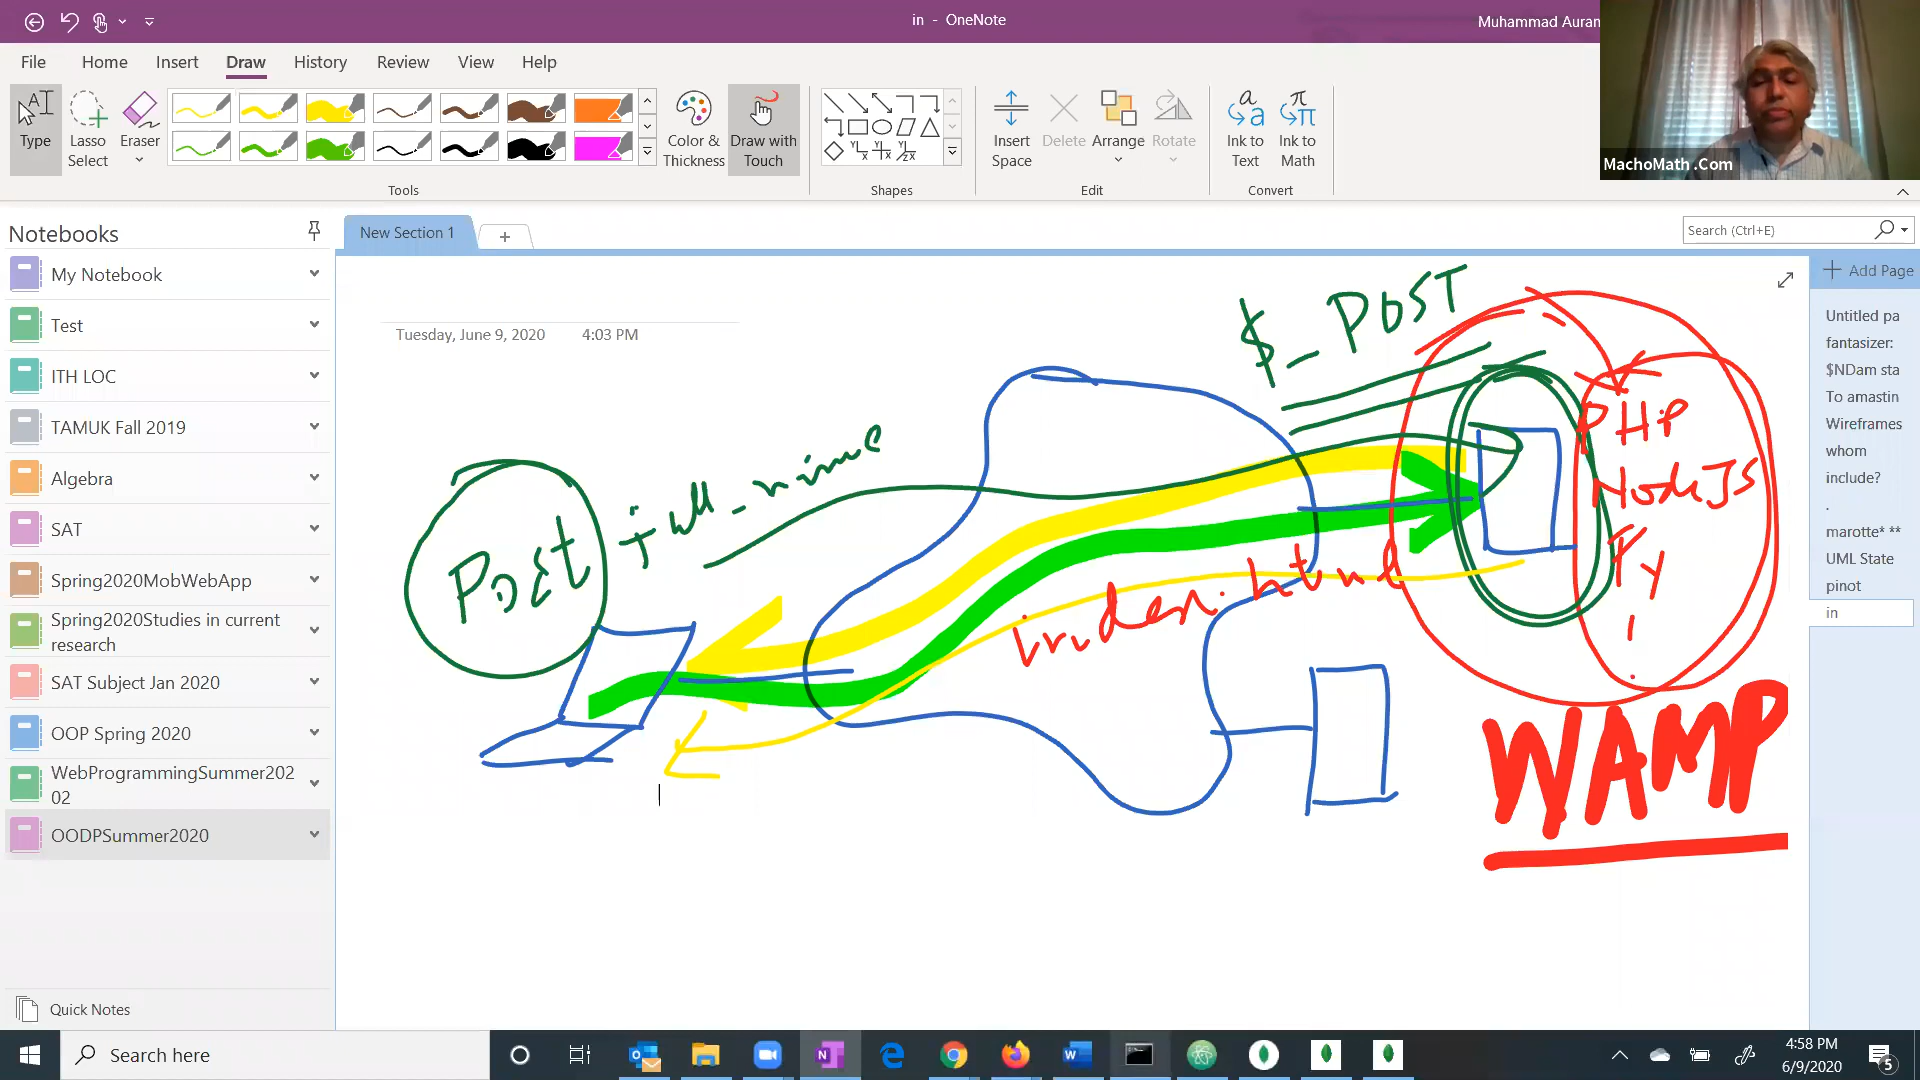 in - OneNote
Muhammad Auran
File
Home
Insert
Draw
History
Review
View
Help
Type
Lasso Select
Eraser
Color & Thickness
Draw with Touch
Insert Space
Delete
Arrange
Rotate
Ink to Text
Ink to Math
Tools
Shapes
Edit
Convert
MachoMath .Com
Notebooks
New Section 1
Search (Ctrl+E)
My Notebook
Test
ITH LOC
TAMUK Fall 2019
Algebra
SAT
Spring2020MobWebApp
Spring2020Studies in current
research
SAT Subject Jan 2020
OOP Spring 2020
WebProgrammingSummer202
02
OODPSummer2020
Quick Notes
Tuesday, June 9, 2020 4:03 PM
$_POST
Post
PHP
NodeJS
Py
WAMP
Add Page
Untitled pa
fantasizer:
$NDam sta
To amastin
Wireframes
whom
include?
.
marotte* **
UML State
pinot
in
Search here
4:58 PM
6/9/2020
5